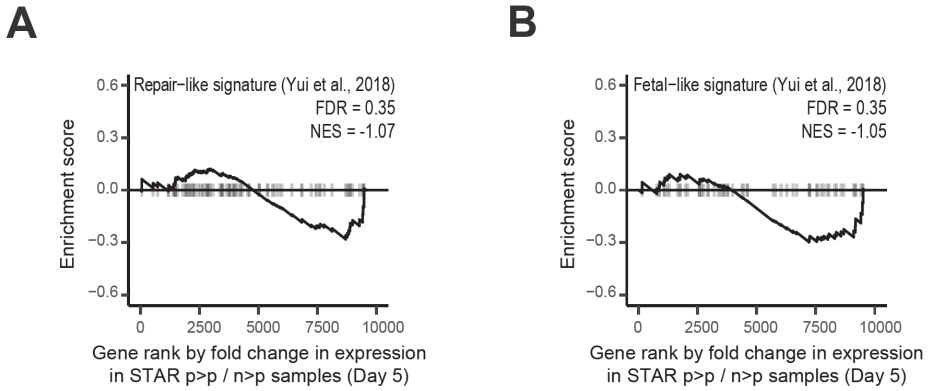 A
Repair−like signature (Yui et al., 2018)
FDR = 0.35
NES = -1.07
Enrichment score
0.6
0.3
0.0
−0.3
−0.6
0
2500
5000
7500
10000
Gene rank by fold change in expression
in STAR p>p / n>p samples (Day 5)
B
Fetal−like signature (Yui et al., 2018)
FDR = 0.35
NES = -1.05
Enrichment score
0.6
0.3
0.0
−0.3
−0.6
0
2500
5000
7500
10000
Gene rank by fold change in expression
in STAR p>p / n>p samples (Day 5)